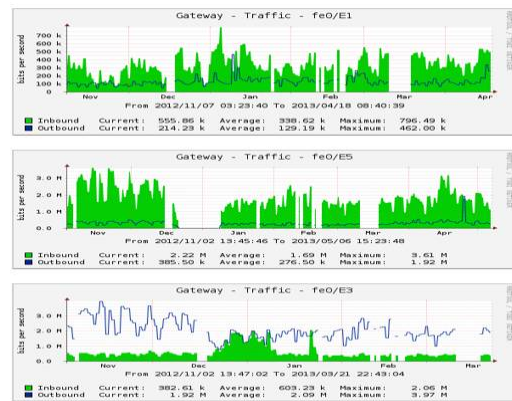 Gateway - Traffic - fe0/E1
bits per second
700 k
600 k
500 k
400 k
300 k
200 k
100 k
0
Nov Dec Jan Feb Mar Apr
From 2012/11/07 03:23:40 To 2013/04/18 08:40:39
Inbound Current: 555.86 k Average: 338.62 k Maximum: 796.49 k
Outbound Current: 214.23 k Average: 129.19 k Maximum: 462.00 k
Gateway - Traffic - fe0/E5
bits per second
3.0 M
2.0 M
1.0 M
0.0
Nov Dec Jan Feb Mar Apr
From 2012/11/02 13:45:46 To 2013/05/06 15:23:48
Inbound Current: 2.22 M Average: 1.69 M Maximum: 3.61 M
Outbound Current: 385.50 k Average: 276.50 k Maximum: 1.92 M
Gateway - Traffic - fe0/E3
bits per second
3.0 M
2.0 M
1.0 M
0.0
Nov Dec Jan Feb Mar
From 2012/11/02 13:47:02 To 2013/03/21 22:43:04
Inbound Current: 382.61 k Average: 603.23 k Maximum: 2.06 M
Outbound Current: 1.92 M Average: 2.09 M Maximum: 3.97 M